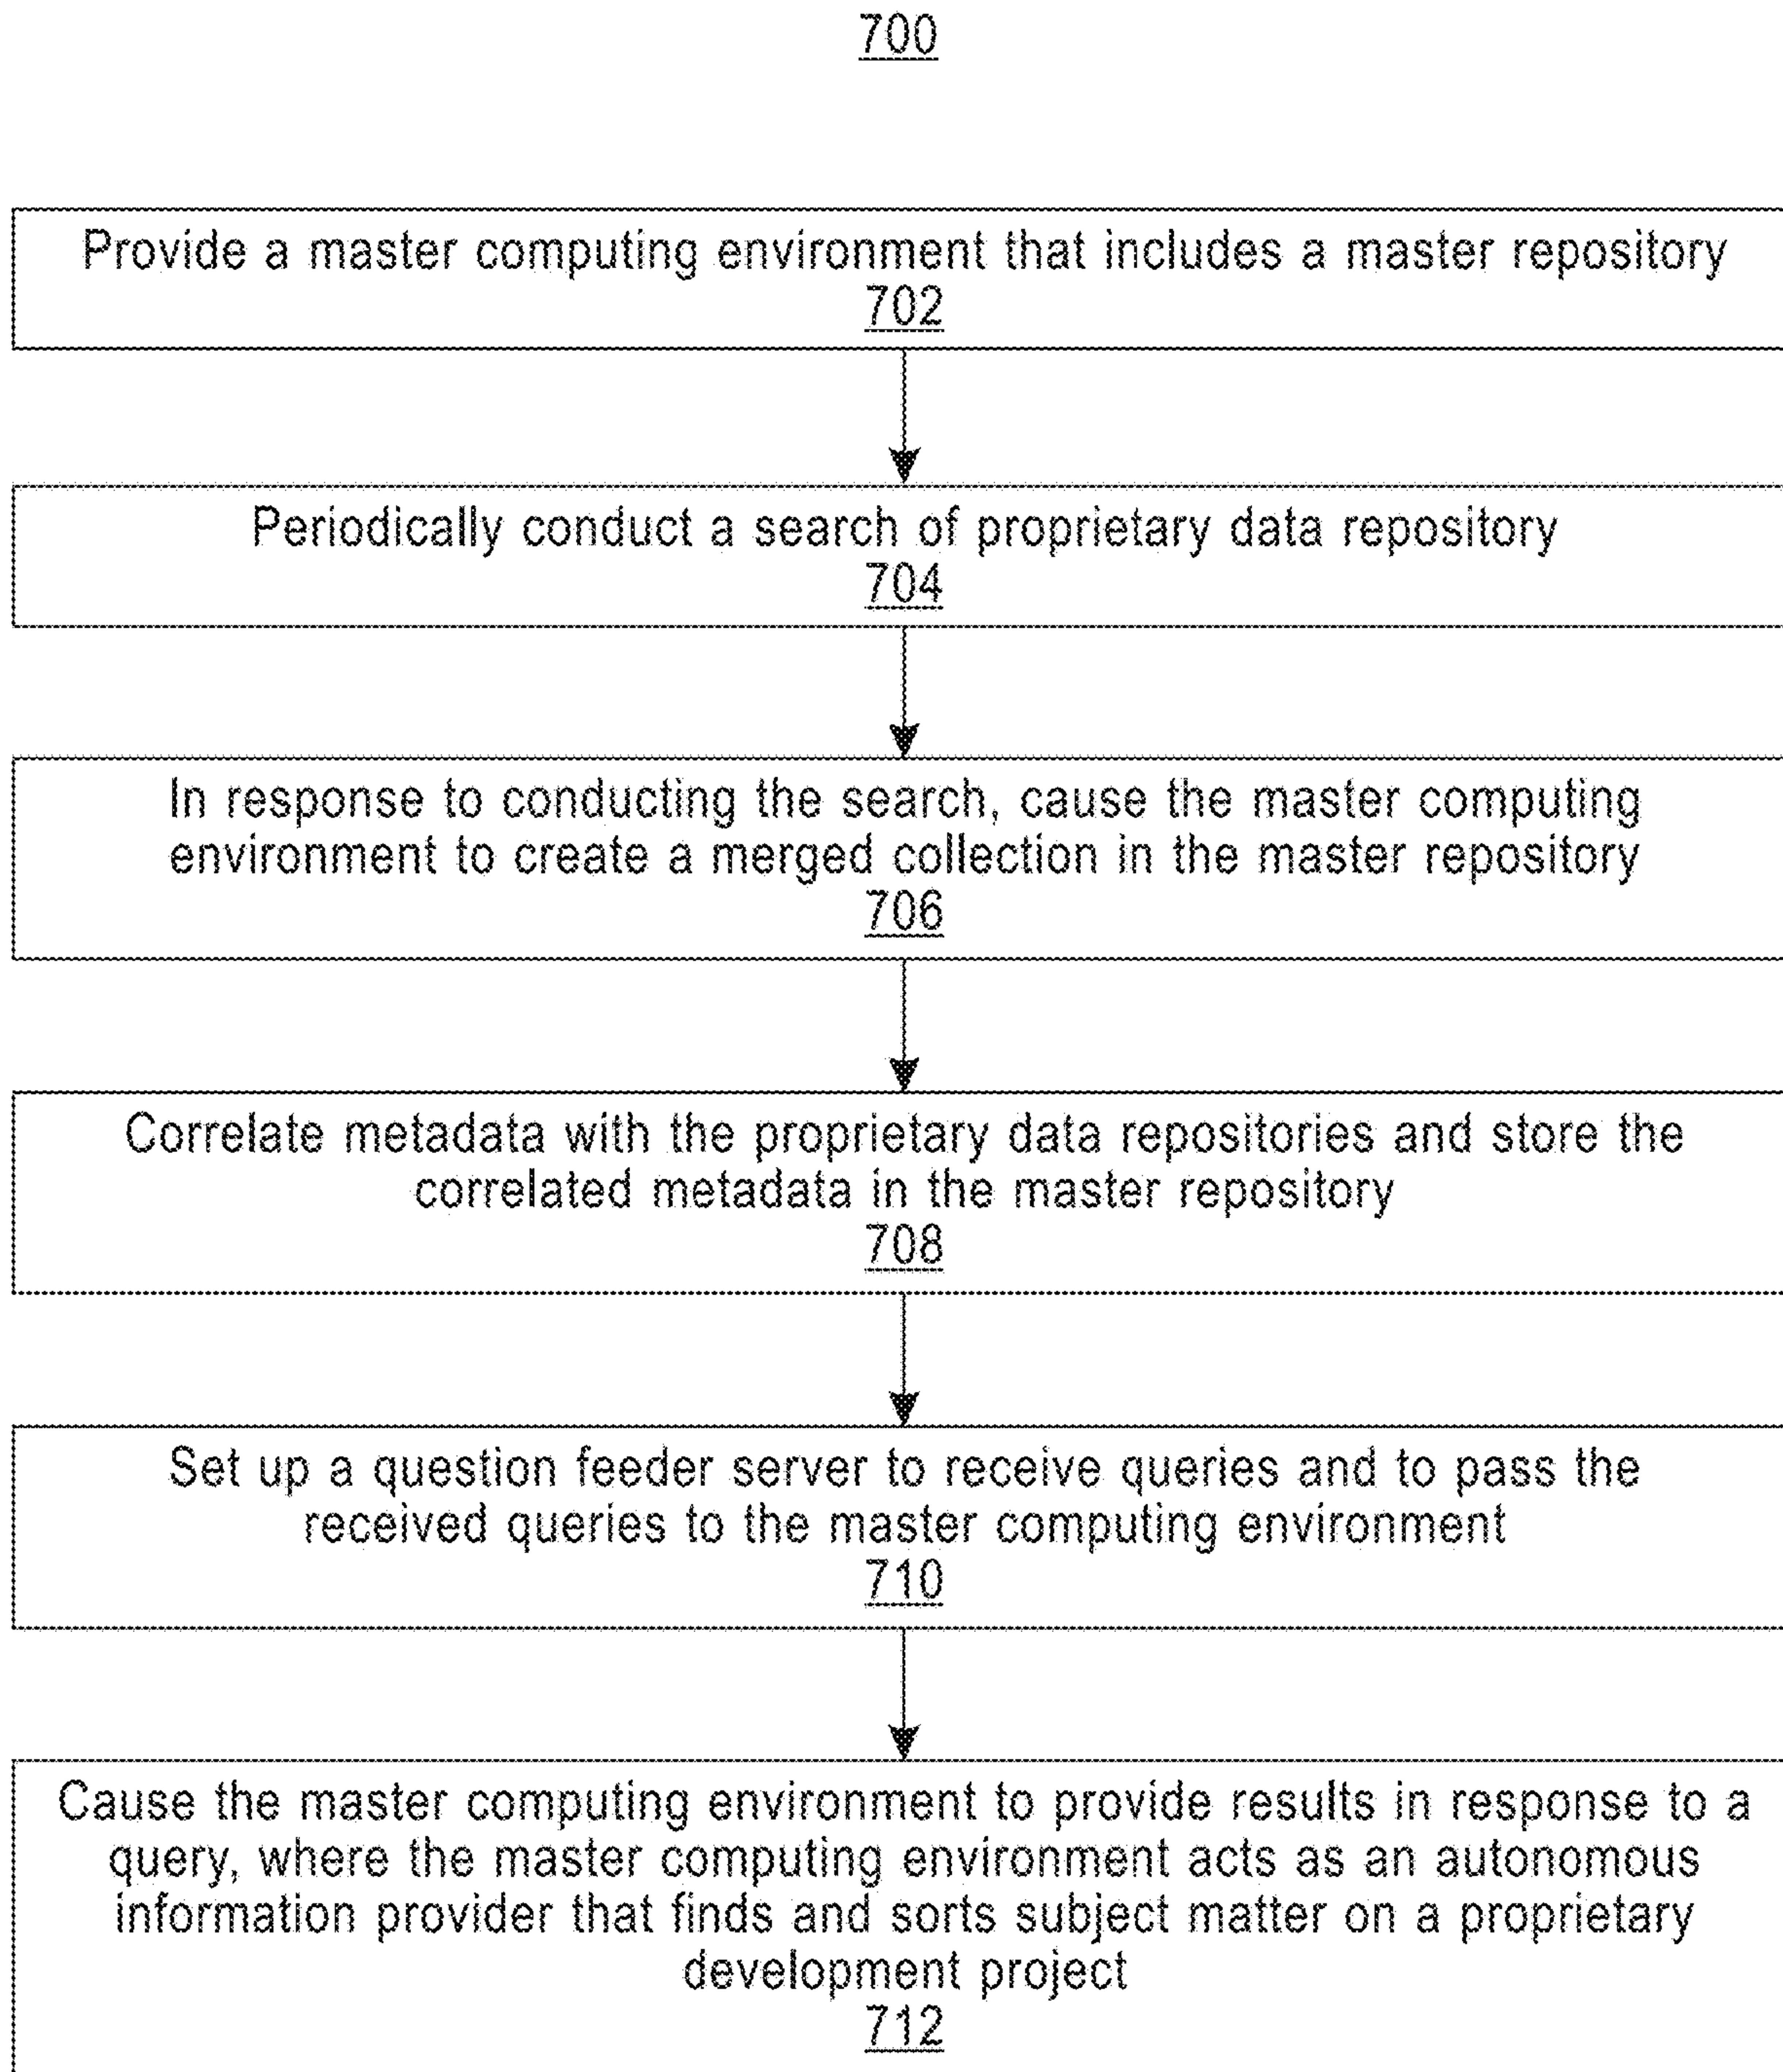 700
Provide a master computing environment that includes a master repository
702
Periodically conduct a search of proprietary data repository
704
In response to conducting the search, cause the master computing
environment to create a merged collection in the master repository
706
Correlate metadata with the proprietary data repositories and store the
correlated metadata in the master repository
708
Set up a question feeder server to receive queries and to pass the
received queries to the master computing environment
710
Cause the master computing environment to provide results in response to a
query, where the master computing environment acts as an autonomous
information provider that finds and sorts subject matter on a proprietary
development project
712